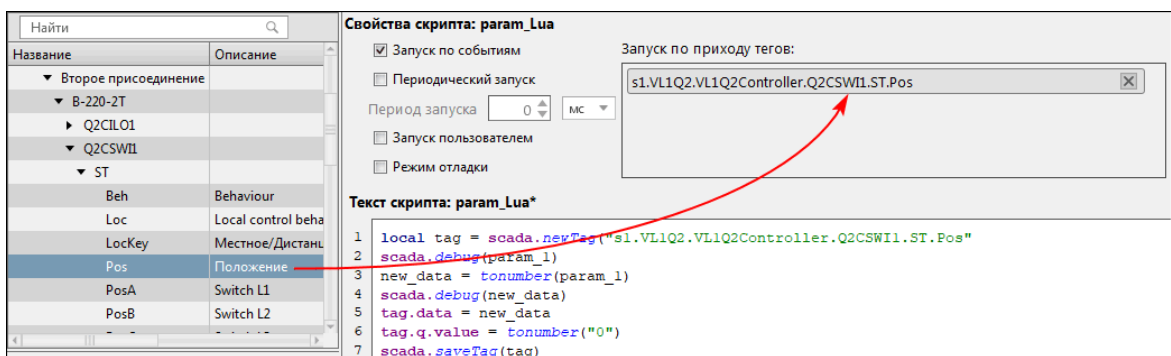 Найти
Название Описание
Второе присоединение
В-220-2Т
Q2CILO1
Q2CSWI1
ST
Beh Behaviour
Loc Local control beha
LocKey Местное/Дистанц
Pos Положение
PosA Switch L1
PosB Switch L2
Свойства скрипта: param_Lua
Запуск по событиям
Периодический запуск
Период запуска 0 мс
Запуск пользователем
Режим отладки
Запуск по приходу тегов:
s1.VL1Q2.VL1Q2Controller.Q2CSWI1.ST.Pos
Текст скрипта: param_Lua*
1 local tag = scada.newTag("s1.VL1Q2.VL1Q2Controller.Q2CSWI1.ST.Pos"
2 scada.debug(param_1)
3 new_data = tonumber(param_1)
4 scada.debug(new_data)
5 tag.data = new_data
6 tag.q.value = tonumber("0")
7 scada.saveTag(tag)